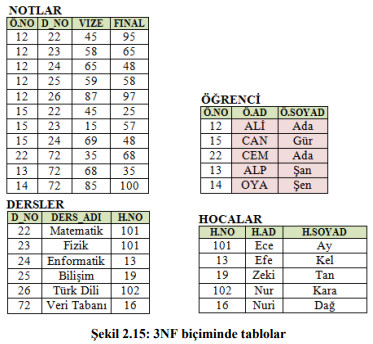 NOTLAR
Ö.NO D_NO VIZE FINAL
12 22 45 95
12 23 58 65
12 24 65 48
12 25 59 58
12 26 87 97
15 22 45 25
15 23 15 57
15 24 69 48
22 72 35 68
13 72 68 35
14 72 85 100
ÖĞRENCİ
Ö.NO Ö.AD Ö.SOYAD
12 ALİ Ada
15 CAN Gür
22 CEM Ada
13 ALP Şan
14 OYA Şen
DERSLER
D_NO DERS_ADI H.NO
22 Matematik 101
23 Fizik 101
24 Enformatik 13
25 Bilişim 19
26 Türk Dili 102
72 Veri Tabanı 16
HOCALAR
H.NO H.AD H.SOYAD
101 Ece Ay
13 Efe Kel
19 Zeki Tan
102 Nur Kara
16 Nuri Dağ
Şekil 2.15: 3NF biçiminde tablolar